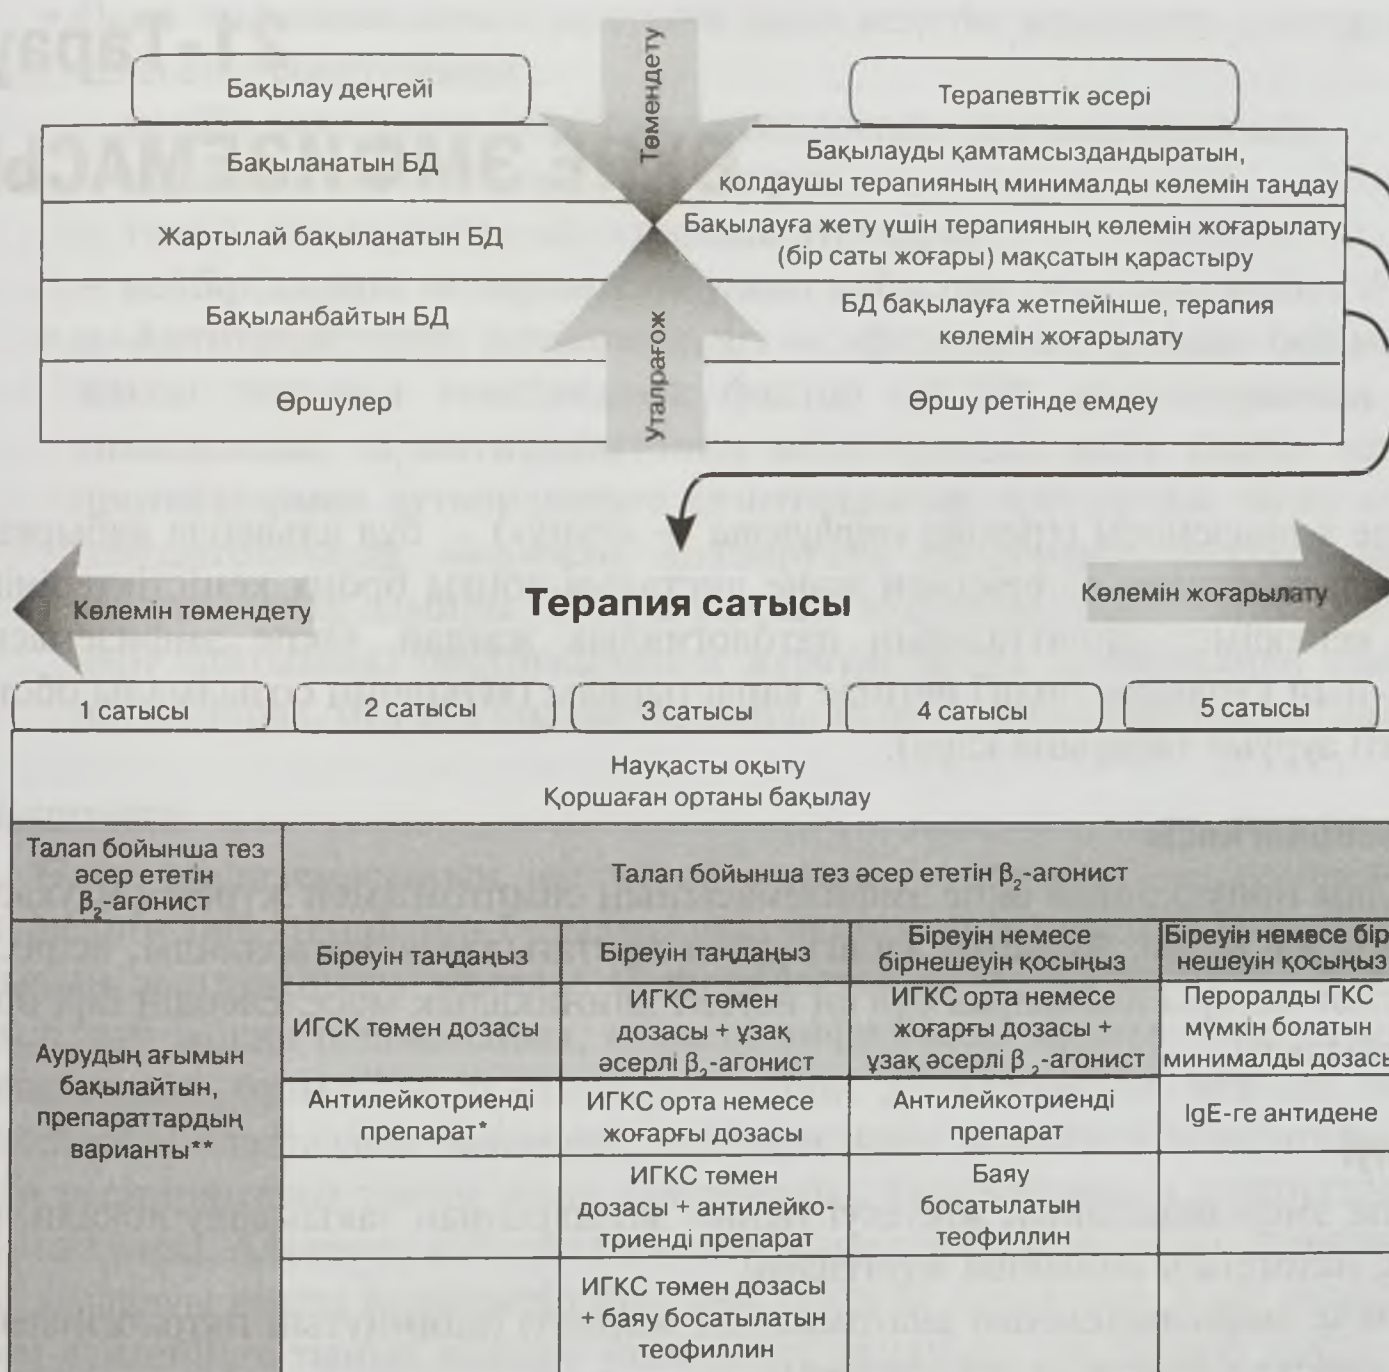 Бақылау деңгейі
Төмендету
Терапевттік әсері
Бақыланатын БД
Бақылауды қамтамсыздандыратын,
қолдаушы терапияның минималды көлемін таңдау
Жартылай бақыланатын БД
Бақылауға жету үшін терапияның көлемін жоғарылату
(бір саты жоғары) мақсатын қарастыру
Бақыланбайтын БД
БД бақылауға жетпейінше, терапия
көлемін жоғарылату
Уталрағож
Өршулер
Өршу ретінде емдеу
Көлемін төмендету
Терапия сатысы
Көлемін жоғарылату
1 сатысы
2 сатысы
3 сатысы
4 сатысы
5 сатысы
Науқасты оқыту
Қоршаған ортаны бақылау
Талап бойынша тез
әсер ететін
β₂-агонист
Талап бойынша тез әсер ететін β₂-агонист
Аурудың ағымын
бақылайтын,
препараттардың
варианты**
Біреуін таңдаңыз
Біреуін таңдаңыз
Біреуін немесе
бірнешеуін қосыңыз
Біреуін немесе бір
нешеуін қосыңыз
ИГСК төмен дозасы
ИГКС төмен
дозасы + ұзақ
әсерлі β₂-агонист
ИГКС орта немесе
жоғарғы дозасы +
ұзақ әсерлі β₂-агонист
Пероралды ГКС
мүмкін болатын
минималды дозасы
Антилейкотриенді
препарат*
ИГКС орта немесе
жоғарғы дозасы
Антилейкотриенді
препарат
IgE-ге антидене
ИГКС төмен
дозасы + антилейко-
триенді препарат
Баяу
босатылатын
теофиллин
ИГКС төмен дозасы
+ баяу босатылатын
теофиллин